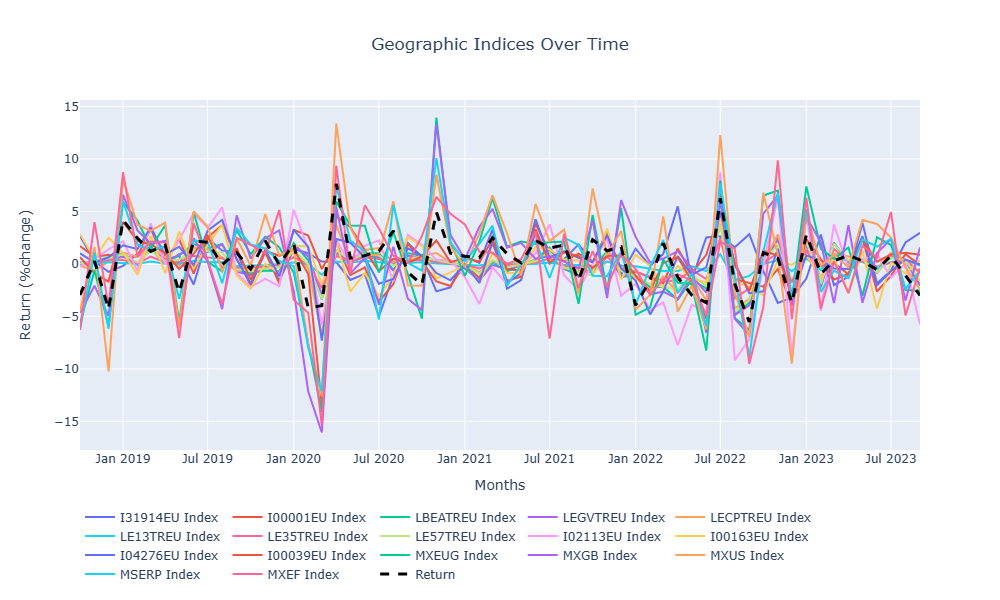 Geographic Indices Over Time
15
10
5
0
−5
−10
−15
Return (%change)
Jan 2019 Jul 2019 Jan 2020 Jul 2020 Jan 2021 Jul 2021 Jan 2022 Jul 2022 Jan 2023 Jul 2023
Months
I31914EU Index I00001EU Index LBEATREU Index LEGVTREU Index LECPTREU Index
LE13TREU Index LE35TREU Index LE57TREU Index I02113EU Index I00163EU Index
I04276EU Index I00039EU Index MXEUG Index MXGB Index MXUS Index
MSERP Index MXEF Index Return